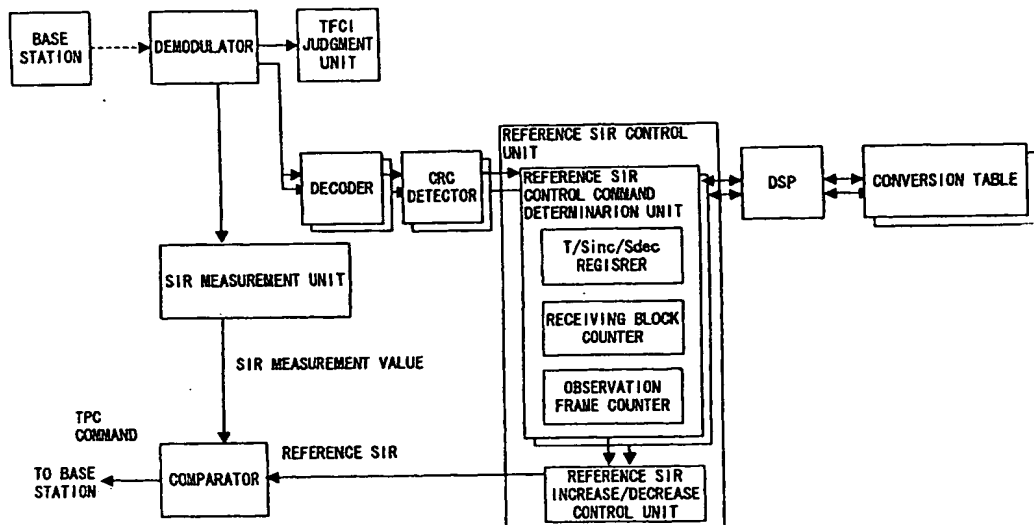 BASE
STATION
DEMODULATOR
TFCI
JUDGMENT
UNIT
REFERENCE SIR CONTROL
UNIT
DECODER
CRC
DETECTOR
REFERENCE SIR
CONTROL COMMAND
DETERMINARION UNIT
DSP
CONVERSION TABLE
T/Sinc/Sdec
REGISRER
SIR MEASUREMENT UNIT
RECEIVING BLOCK
COUNTER
SIR MEASUREMENT VALUE
OBSERVATION
FRAME COUNTER
TPC
COMMAND
REFERENCE SIR
TO BASE
STATION
COMPARATOR
REFERENCE SIR
INCREASE/DECREASE
CONTROL UNIT